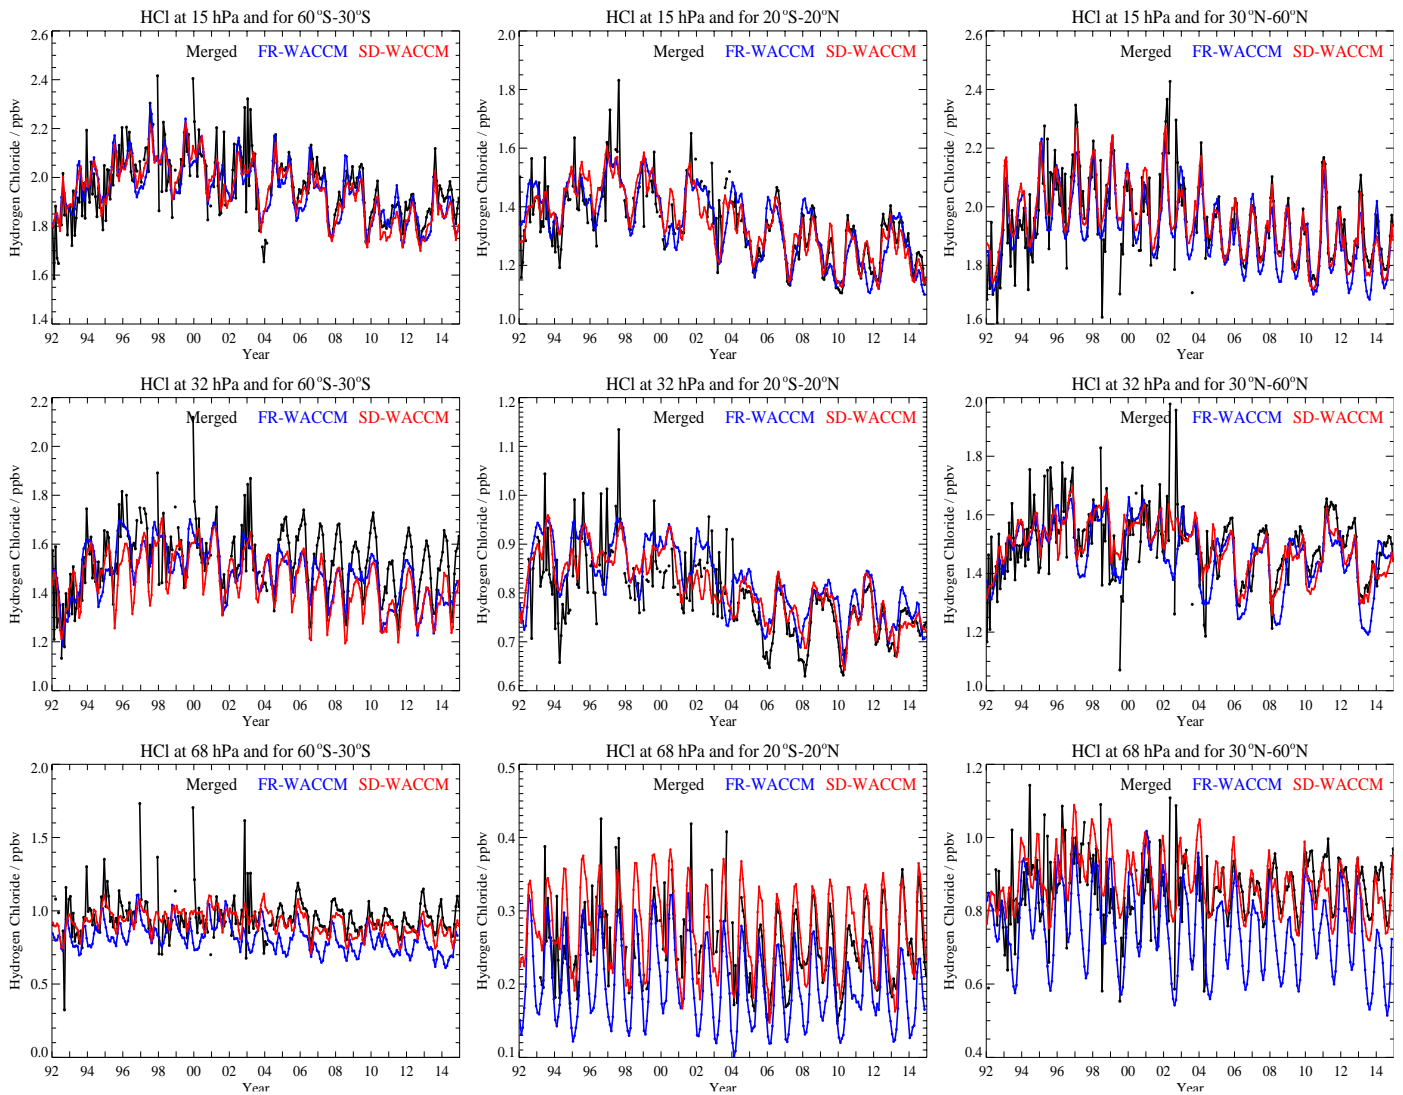 HCl at 15 hPa and for 60°S-30°S
Merged FR-WACCM SD-WACCM
Hydrogen Chloride / ppbv
2.6
2.4
2.2
2.0
1.8
1.6
1.4
92 94 96 98 00 02 04 06 08 10 12 14
Year
HCl at 15 hPa and for 20°S-20°N
Merged FR-WACCM SD-WACCM
Hydrogen Chloride / ppbv
2.0
1.8
1.6
1.4
1.2
1.0
92 94 96 98 00 02 04 06 08 10 12 14
Year
HCl at 15 hPa and for 30°N-60°N
Merged FR-WACCM SD-WACCM
Hydrogen Chloride / ppbv
2.6
2.4
2.2
2.0
1.8
1.6
92 94 96 98 00 02 04 06 08 10 12 14
Year
HCl at 32 hPa and for 60°S-30°S
Merged FR-WACCM SD-WACCM
Hydrogen Chloride / ppbv
2.2
2.0
1.8
1.6
1.4
1.2
1.0
92 94 96 98 00 02 04 06 08 10 12 14
Year
HCl at 32 hPa and for 20°S-20°N
Merged FR-WACCM SD-WACCM
Hydrogen Chloride / ppbv
1.2
1.1
1.0
0.9
0.8
0.7
0.6
92 94 96 98 00 02 04 06 08 10 12 14
Year
HCl at 32 hPa and for 30°N-60°N
Merged FR-WACCM SD-WACCM
Hydrogen Chloride / ppbv
2.0
1.8
1.6
1.4
1.2
1.0
92 94 96 98 00 02 04 06 08 10 12 14
Year
HCl at 68 hPa and for 60°S-30°S
Merged FR-WACCM SD-WACCM
Hydrogen Chloride / ppbv
2.0
1.5
1.0
0.5
0.0
92 94 96 98 00 02 04 06 08 10 12 14
Year
HCl at 68 hPa and for 20°S-20°N
Merged FR-WACCM SD-WACCM
Hydrogen Chloride / ppbv
0.5
0.4
0.3
0.2
0.1
92 94 96 98 00 02 04 06 08 10 12 14
Year
HCl at 68 hPa and for 30°N-60°N
Merged FR-WACCM SD-WACCM
Hydrogen Chloride / ppbv
1.2
1.0
0.8
0.6
0.4
92 94 96 98 00 02 04 06 08 10 12 14
Year